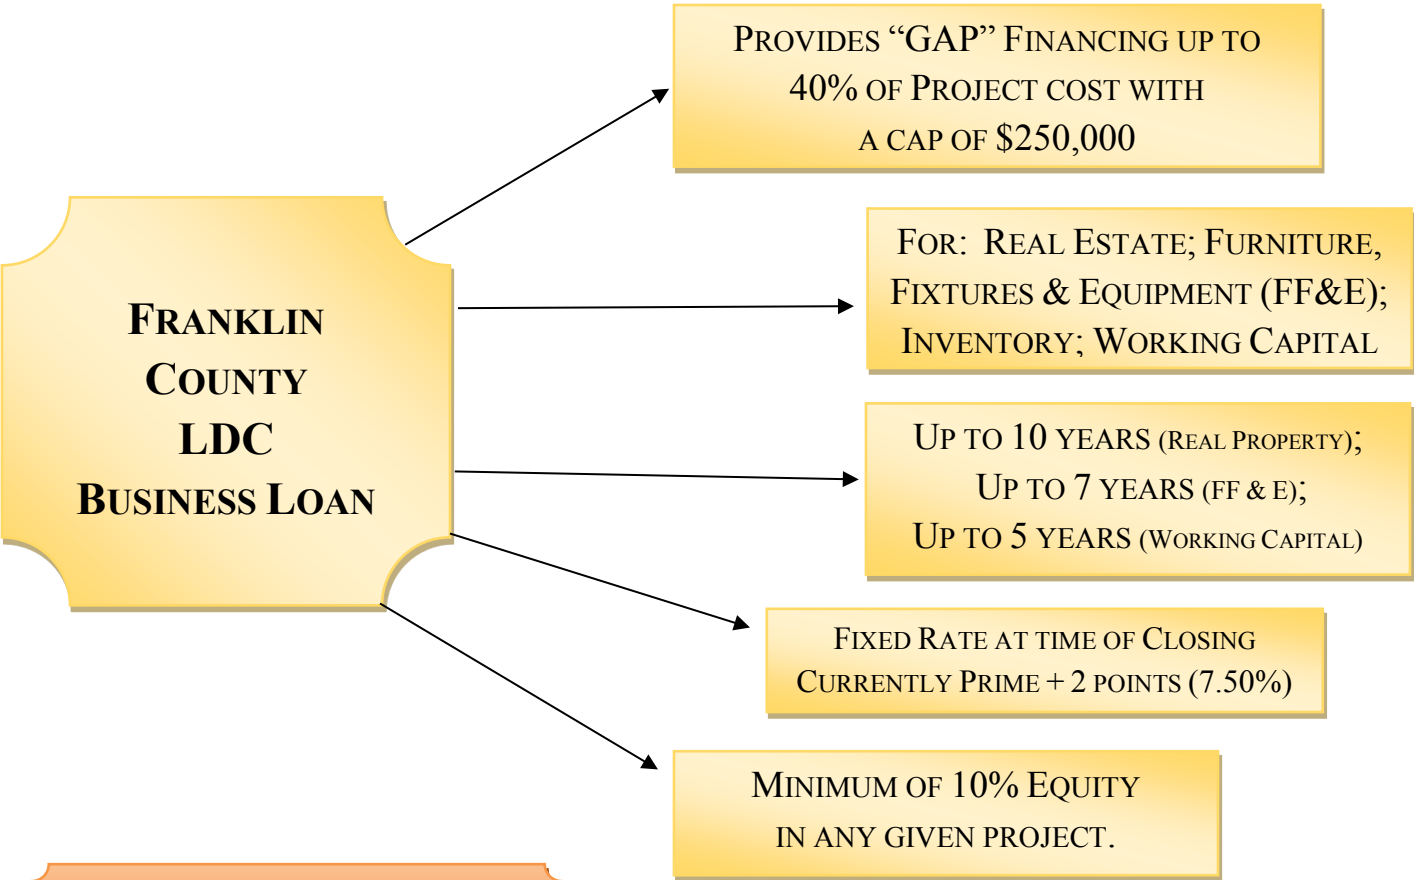 PROVIDES “GAP” FINANCING UP TO
40% OF PROJECT COST WITH
A CAP OF $250,000
FOR: REAL ESTATE; FURNITURE,
FIXTURES & EQUIPMENT (FF&E);
INVENTORY; WORKING CAPITAL
FRANKLIN
COUNTY
LDC
BUSINESS LOAN
UP TO 10 YEARS (REAL PROPERTY);
UP TO 7 YEARS (FF & E);
UP TO 5 YEARS (WORKING CAPITAL)
FIXED RATE AT TIME OF CLOSING
CURRENTLY PRIME + 2 POINTS (7.50%)
MINIMUM OF 10% EQUITY
IN ANY GIVEN PROJECT.